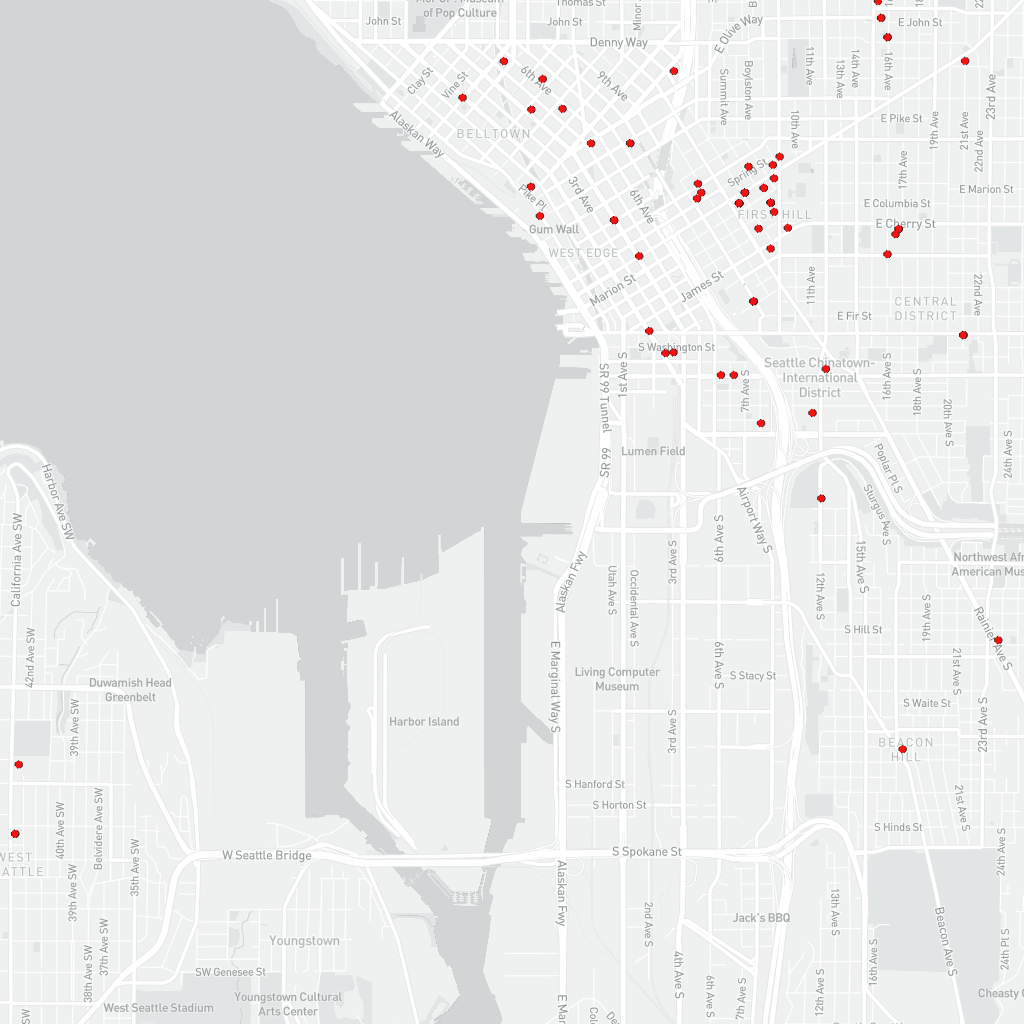 Thomas St
of Pop Culture
John St
John St
E John St
Denny Way
E Olive Way
Minor
Clay St
Vine St
6th Ave
9th Ave
Summit Ave
Boylston Ave
11th Ave
13th Ave
14th Ave
16th Ave
23rd Ave
Alaskan Way
BELLTOWN
10th Ave
E Pike St
19th Ave
21st Ave
22nd Ave
17th Ave
Spring St
Pike Pl
3rd Ave
6th Ave
E Marion St
E Columbia St
FIRST HILL
E Cherry St
Gum Wall
WEST EDGE
Marion St
James St
11th Ave
22nd Ave
CENTRAL
DISTRICT
E Fir St
S Washington St
1st Ave S
SR 99 Tunnel
7th Ave S
Seattle Chinatown-
International
District
16th Ave S
18th Ave S
20th Ave S
24th Ave S
Lumen Field
SR 99
Poplar Pl S
Sturgus Ave S
Airport Way S
Harbor Ave SW
California Ave SW
6th Ave S
3rd Ave S
15th Ave S
12th Ave S
Northwest Afri
American Mus
Alaskan Fwy
Utah Ave S
Occidental Ave S
Rainier Ave S
S Hill St
19th Ave S
21st Ave S
42nd Ave SW
E Marginal Way S
Living Computer
Museum
6th Ave S
S Stacy St
Duwamish Head
Greenbelt
39th Ave SW
Harbor Island
3rd Ave S
S Waite St
23rd Ave S
BEACON
HILL
S Hanford St
S Horton St
21st Ave S
S Hinds St
40th Ave SW
Belvidere Ave SW
35th Ave SW
39th Ave SW
24th Ave S
WEST
ATTLE
W Seattle Bridge
S Spokane St
Alaskan Fwy
2nd Ave S
Jack's BBQ
13th Ave S
Beacon Ave S
24th Pl S
Youngstown
SW Genesee St
37th Ave SW
38th Ave SW
16th Ave S
12th Ave S
4th Ave S
6th Ave S
7th Ave S
West Seattle Stadium
Youngstown Cultural
Arts Center
E Mar
Cheasty
SW